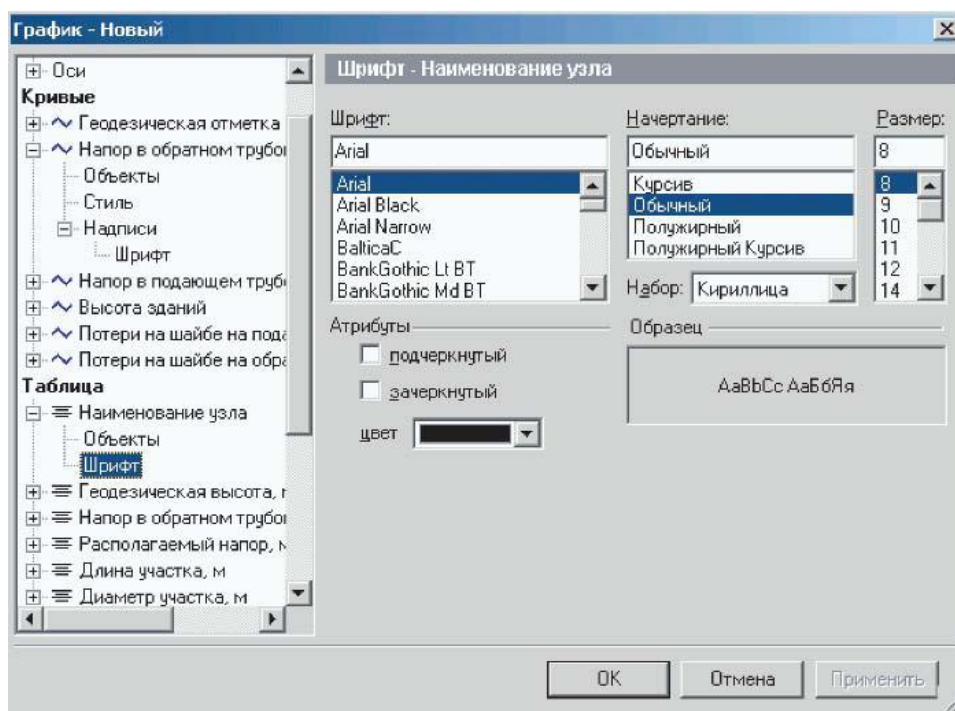 График - Новый
Оси
Кривые
Геодезическая отметка
Напор в обратном трубо
Объекты
Стиль
Надписи
Шрифт
Напор в подающем труб
Высота зданий
Потери на шайбе на пода
Потери на шайбе на обра
Таблица
Наименование узла
Объекты
Шрифт
Геодезическая высота, м
Напор в обратном трубо
Располагаемый напор, м
Длина участка, м
Диаметр участка, м
Шрифт - Наименование узла
Шрифт:
Arial
Arial
Arial Black
Arial Narrow
BalticaC
BankGothic Lt BT
BankGothic Md BT
Начертание:
Обычный
Курсив
Обычный
Полужирный
Полужирный Курсив
Размер:
8
8
9
10
11
12
14
Набор: Кириллица
Атрибуты
подчеркнутый
зачеркнутый
цвет
Образец
AaBbCc АаБбЯя
OK
Отмена
Применить